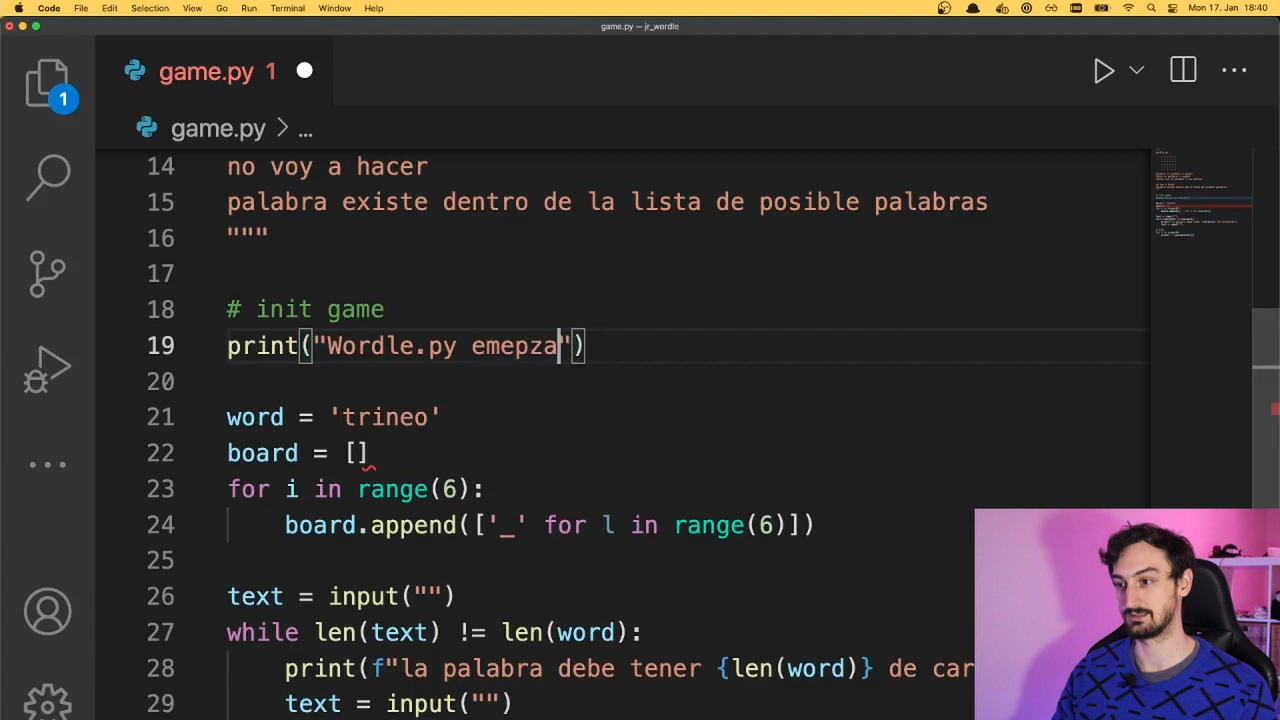 Code File Edit Selection View Go Run Terminal Window Help Mon 17. Jan 18:40
game.py — jr_wordle
game.py 1
1
game.py > ...
14 no voy a hacer
15 palabra existe dentro de la lista de posible palabras
16 """
17
18 # init game
19 print("Wordle.py emepza")
20
21 word = 'trineo'
22 board = []
23 for i in range(6):
24 board.append(['_' for l in range(6)])
25
26 text = input("")
27 while len(text) != len(word):
28 print(f"la palabra debe tener {len(word)} de car
29 text = input("")